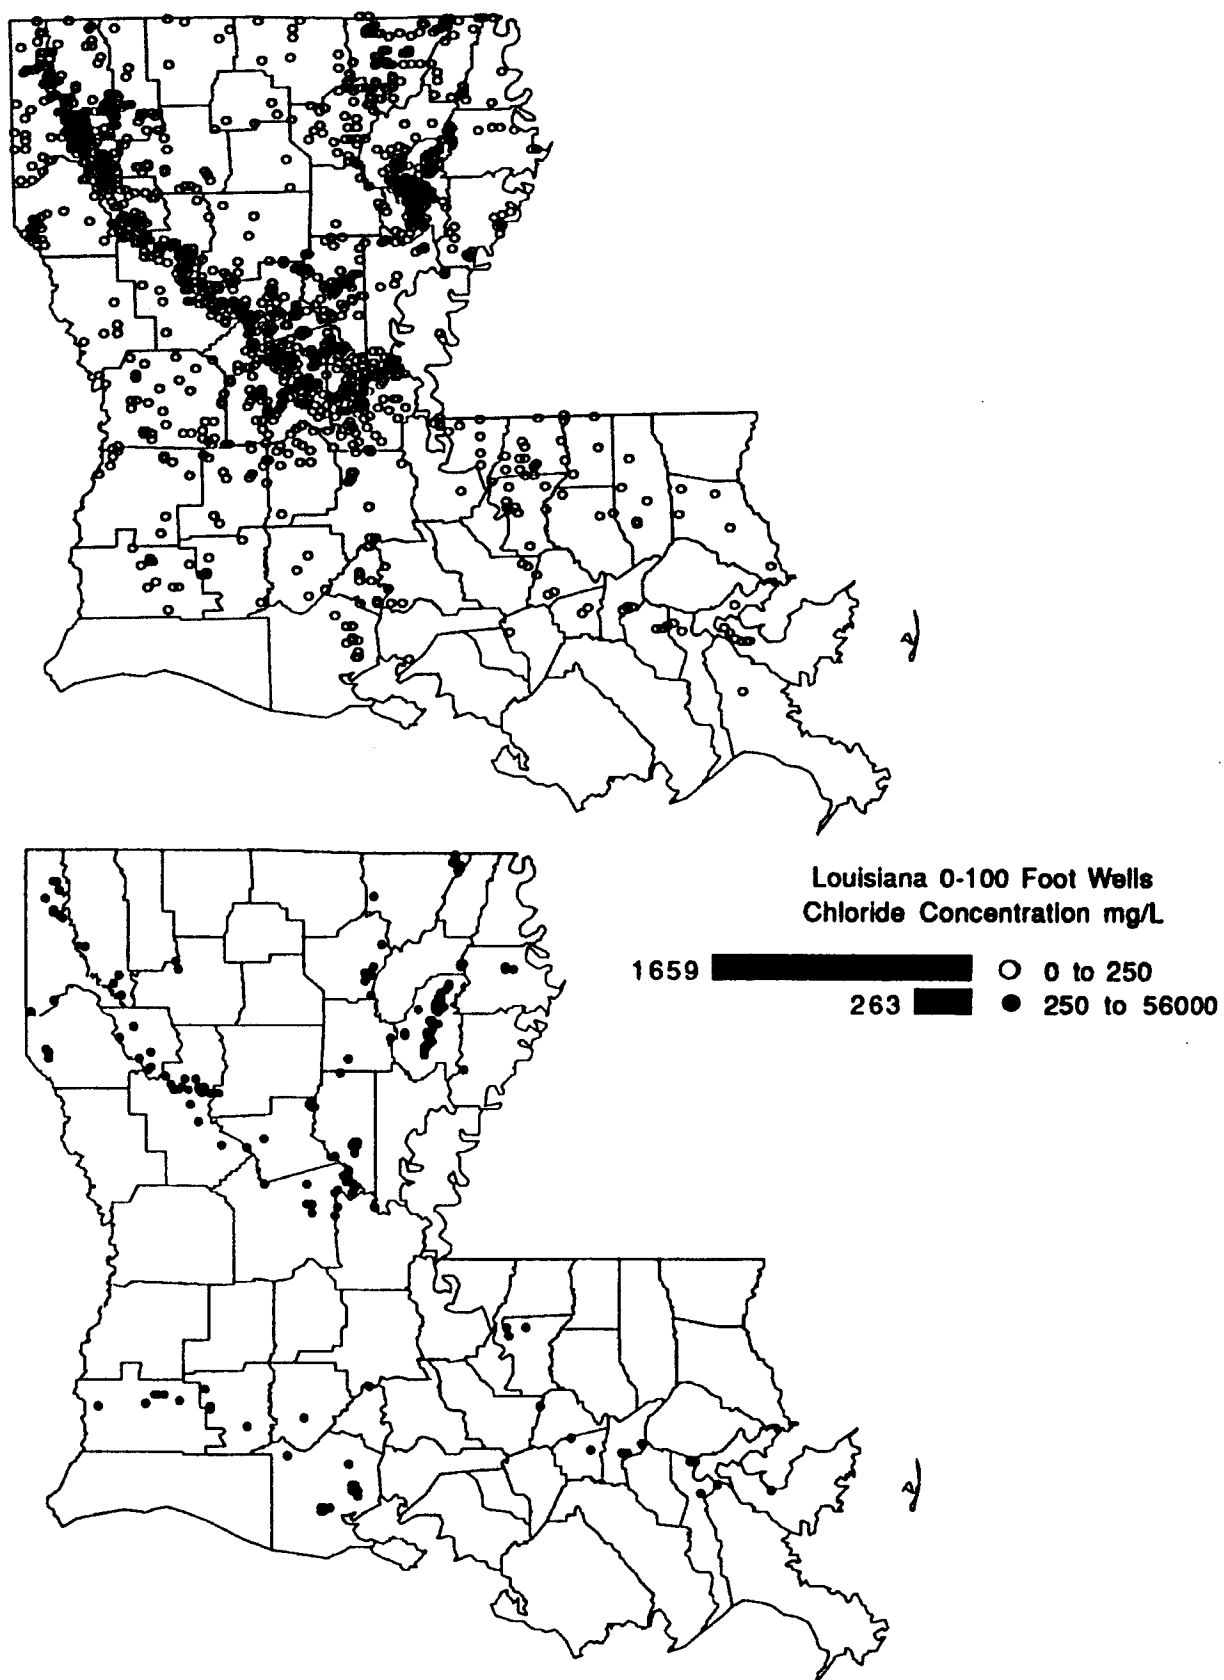 Louisiana 0-100 Foot Wells
Chloride Concentration mg/L
1659 0 to 250
263 250 to 56000